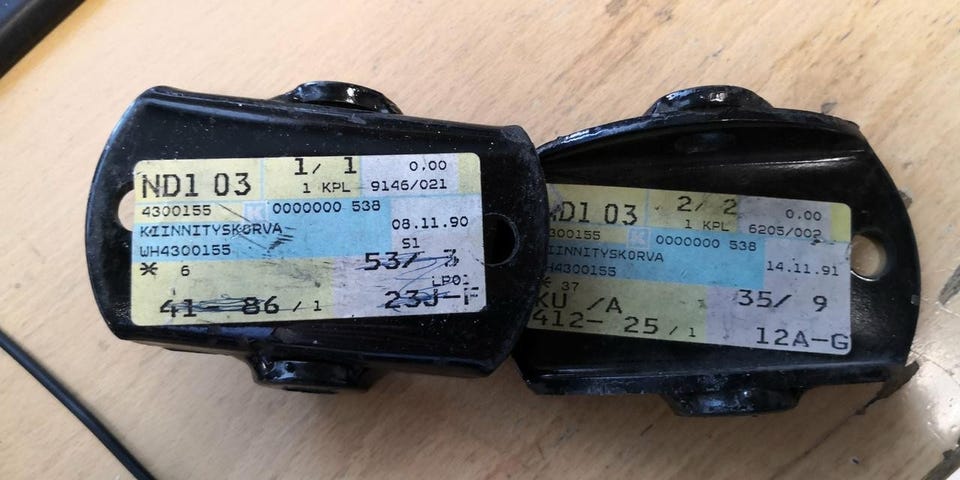 ND1 03 1/ 1 0.00
1 KPL 9146/021
4300155 K 0000000 538
KIINNITYSKORVA 08.11.90
WH4300155 S1
* 6 53/ 3
LP01
41 86 / 1 23J-F
ND1 03 2/ 2 0.00
1 KPL 6205/002
4300155 K 0000000 538
KIINNITYSKORVA
WH4300155 14.11.91
* 37
KU /A 35/ 9
412- 25 / 1 12A-G